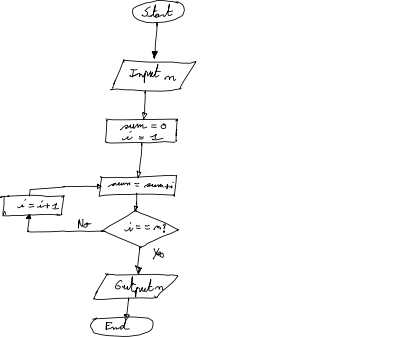 Start
Input n
sum = 0
i = 1
sum = sum+i
i = i+1
No
i == n?
Yes
Output n
End